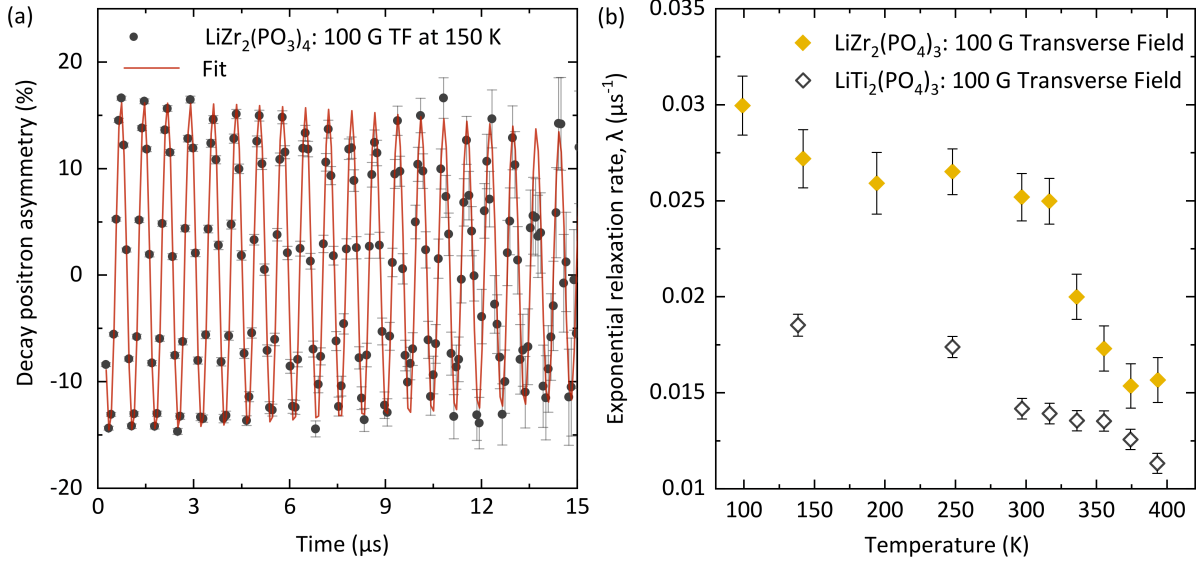 (a)
LiZr₂(PO₃)₄: 100 G TF at 150 K
Fit
Decay positron asymmetry (%)
20
10
0
-10
-20
0
3
6
9
12
15
Time (µs)
(b)
LiZr₂(PO₄)₃: 100 G Transverse Field
LiTi₂(PO₄)₃: 100 G Transverse Field
Exponential relaxation rate, λ (µs⁻¹)
0.035
0.03
0.025
0.02
0.015
0.01
100
150
200
250
300
350
400
Temperature (K)